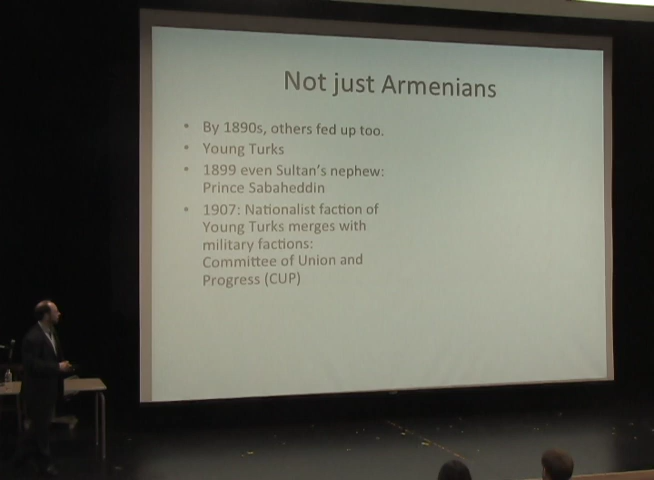 Not just Armenians
• By 1890s, others fed up too.
• Young Turks
• 1899 even Sultan's nephew:
Prince Sabaheddin
• 1907: Nationalist faction of
Young Turks merges with
military factions:
Committee of Union and
Progress (CUP)